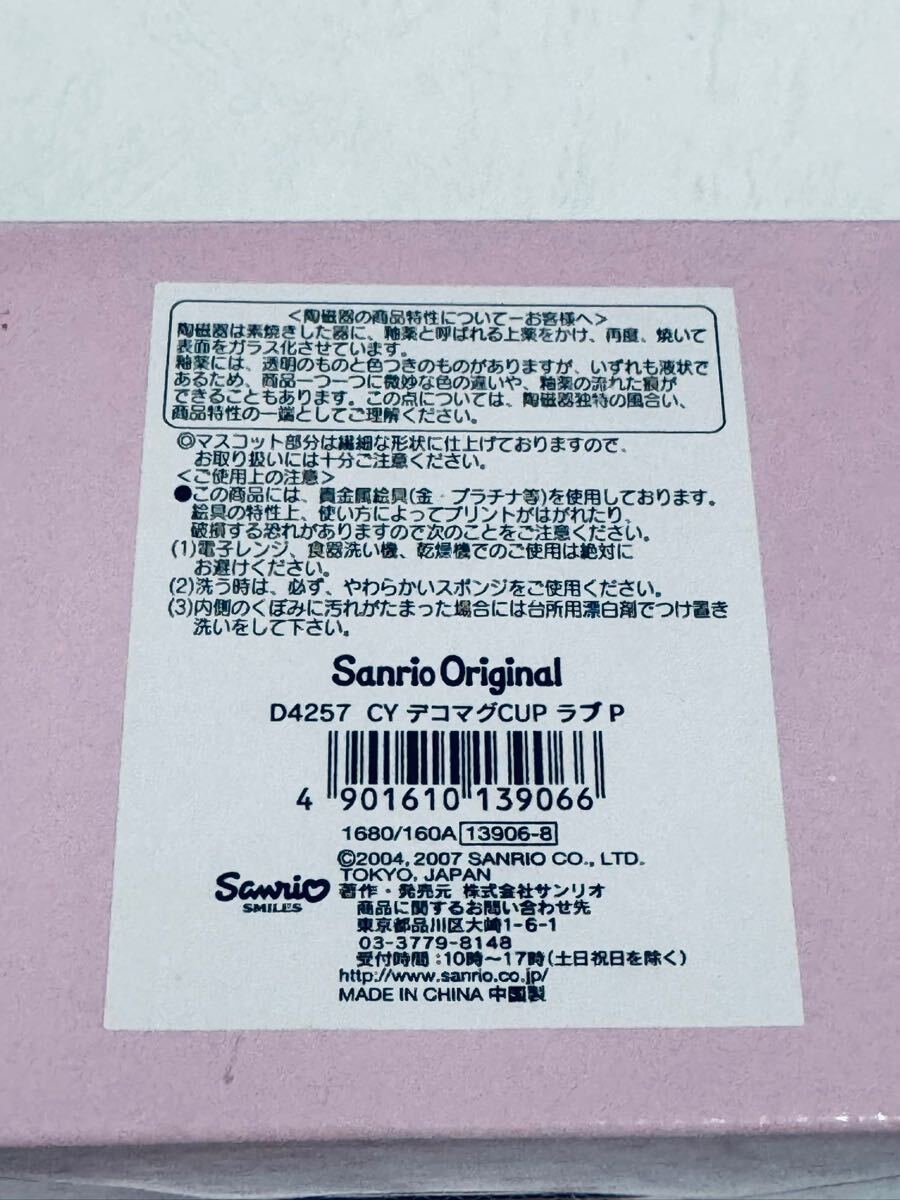 <陶磁器の商品特性についてーお客様へ>
陶磁器は素焼きした器に、釉薬と呼ばれる上薬をかけ、再度、焼いて
表面をガラス化させています。
釉薬には、透明のものと色つきのものがありますが、いずれも液状で
あるため、商品一つ一つに微妙な色の違いや、釉薬の流れた痕が
できることもあります。この点については、陶磁器独特の風合い、
商品特性の一端としてご理解ください。
◎マスコット部分は繊細な形状に仕上げておりますので、
お取り扱いには十分ご注意ください。
<ご使用上の注意>
●この商品には、貴金属絵具(金・プラチナ等)を使用しております。
絵具の特性上、使い方によってプリントがはがれたり、
破損する恐れがありますので次のことをご注意ください。
(1)電子レンジ、食器洗い機、乾燥機でのご使用は絶対に
お避けください。
(2)洗う時は、必ず、やわらかいスポンジをご使用ください。
(3)内側のくぼみに汚れがたまった場合には台所用漂白剤でつけ置き
洗いをして下さい。
Sanrio Original
D4257 CY デコマグCUP ラブ P
4 901610 139066
1680/160A 13906-8
©2004, 2007 SANRIO CO., LTD.
TOKYO, JAPAN
Sanrio
SMILES
著作・発売元 株式会社サンリオ
商品に関するお問い合わせ先
東京都品川区大崎1-6-1
03-3779-8148
受付時間:10時〜17時(土日祝日を除く)
http://www.sanrio.co.jp/
MADE IN CHINA 中国製